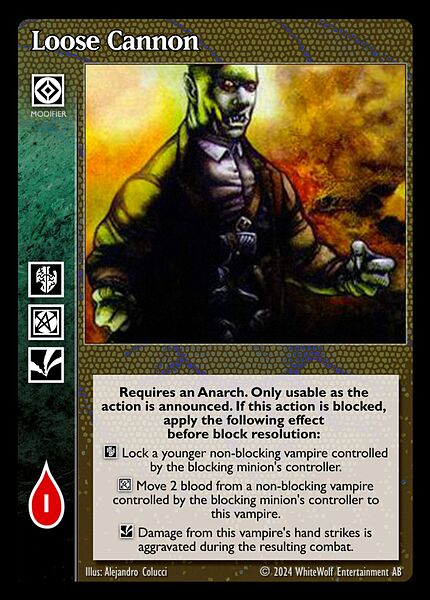 Loose Cannon
MODIFIER
Requires an Anarch. Only usable as the
action is announced. If this action is blocked,
apply the following effect
before block resolution:
Lock a younger non-blocking vampire controlled
by the blocking minion's controller.
Move 2 blood from a non-blocking vampire
controlled by the blocking minion's controller to
this vampire.
Damage from this vampire's hand strikes is
aggravated during the resulting combat.
1
Illus: Alejandro Colucci © 2024 WhiteWolf Entertainment AB